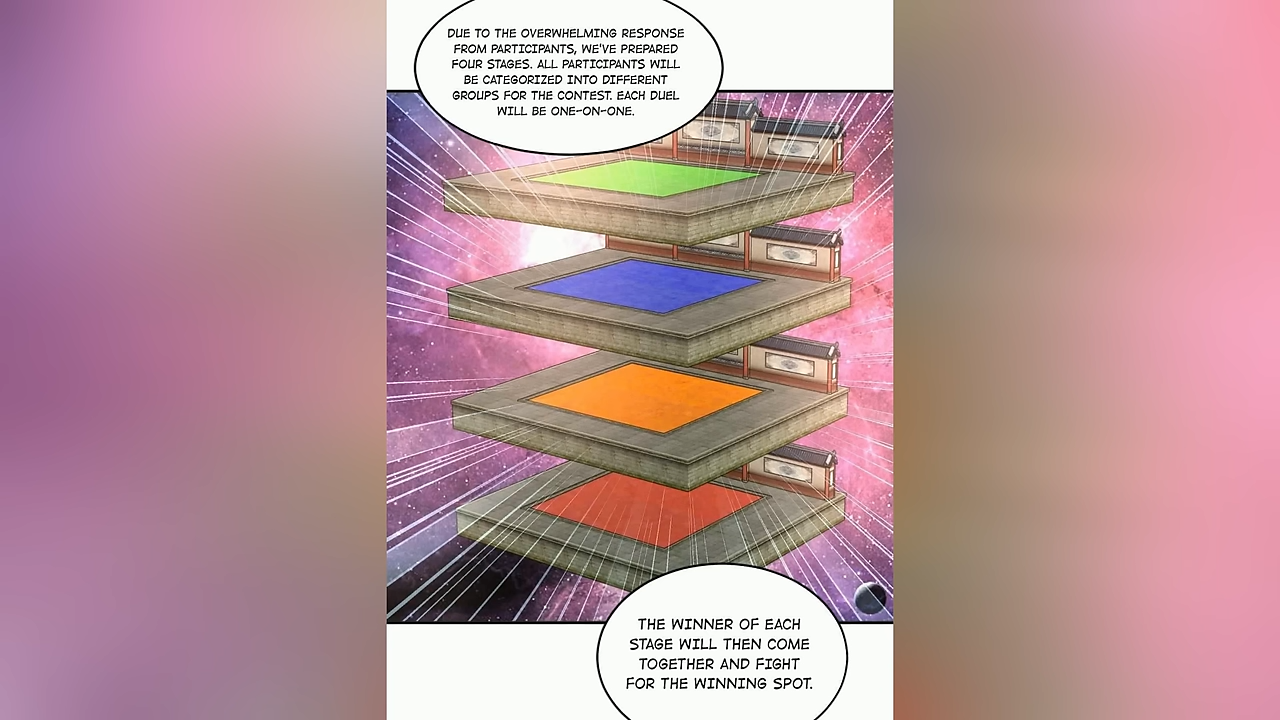 DUE TO THE OVERWHELMING RESPONSE
FROM PARTICIPANTS, WE'VE PREPARED
FOUR STAGES. ALL PARTICIPANTS WILL
BE CATEGORIZED INTO DIFFERENT
GROUPS FOR THE CONTEST. EACH DUEL
WILL BE ONE-ON-ONE.
THE WINNER OF EACH
STAGE WILL THEN COME
TOGETHER AND FIGHT
FOR THE WINNING SPOT.